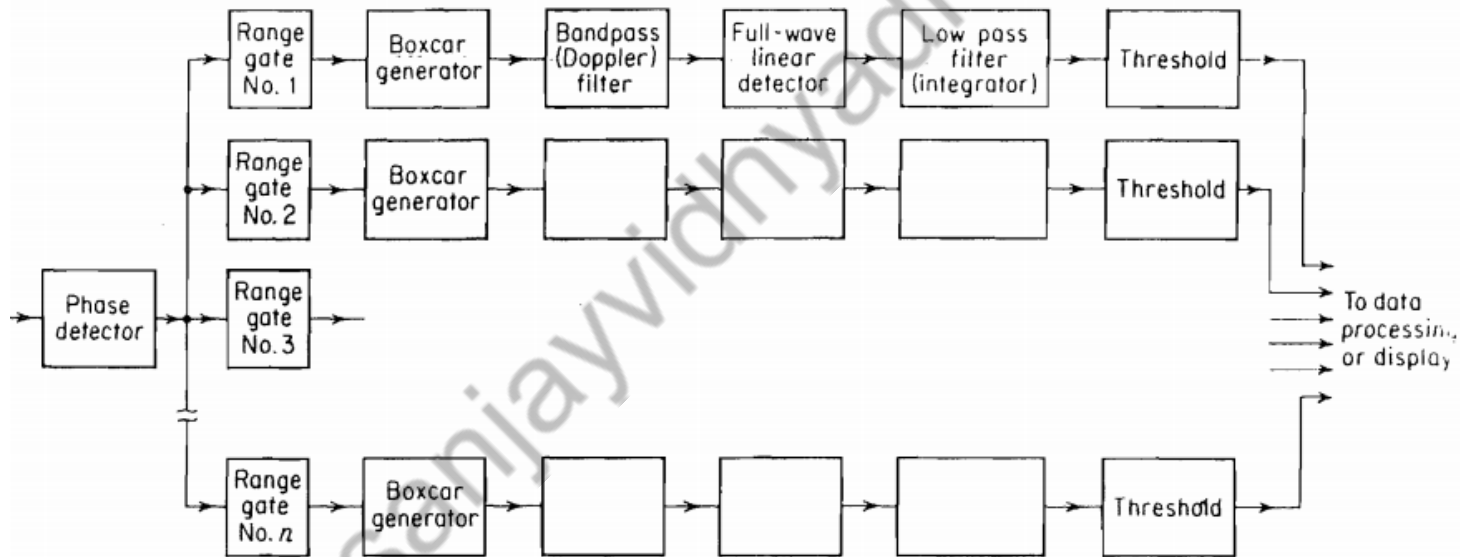 Range
gate
No. 1
Boxcar
generator
Bandpass
(Doppler)
filter
Full-wave
linear
detector
Low pass
filter
(integrator)
Threshold
Range
gate
No. 2
Boxcar
generator
Threshold
Phase
detector
Range
gate
No. 3
To data
processing
or display
Range
gate
No. n
Boxcar
generator
Threshold
sanjayvidhyad